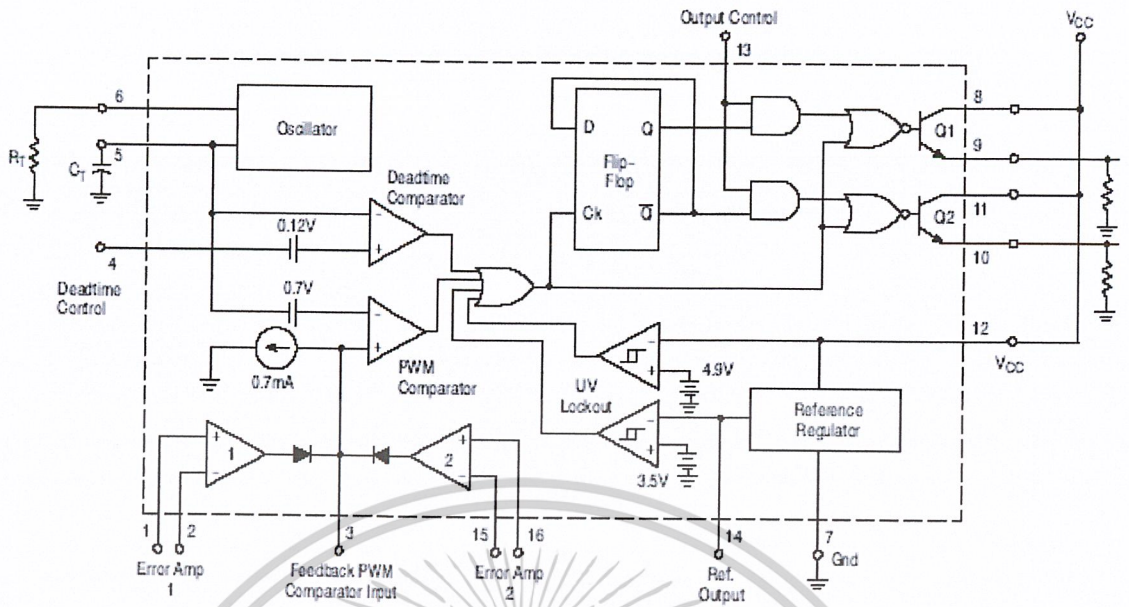 Output Control
13
VCC
6
Oscillator
RT
5
CT
D
Q
Flip-
Flop
Ck
Q̅
8
Q1
9
11
Q2
10
Deadtime
Comparator
0.12V
4
Deadtime
Control
0.7V
0.7mA
PWM
Comparator
UV
Lockout
4.9V
3.5V
12
VCC
Reference
Regulator
1
2
1
2
3
15
16
14
7
Gnd
Error Amp
1
Feedback PWM
Comparator Input
Error Amp
2
Ref.
Output